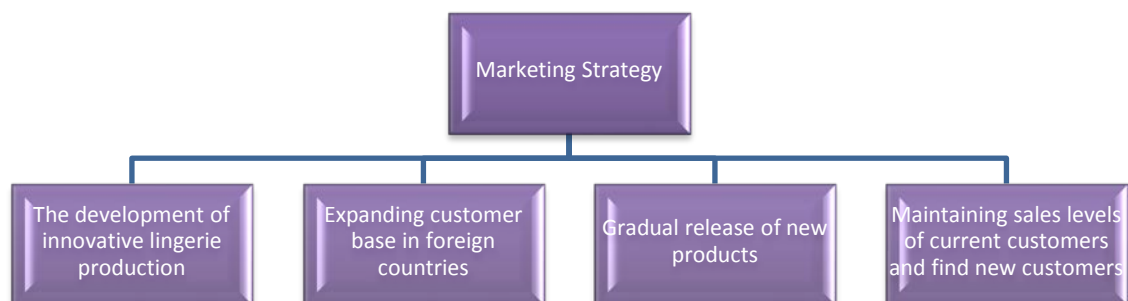 Marketing Strategy
The development of
innovative lingerie
production
Expanding customer
base in foreign
countries
Gradual release of new
products
Maintaining sales levels
of current customers
and find new customers